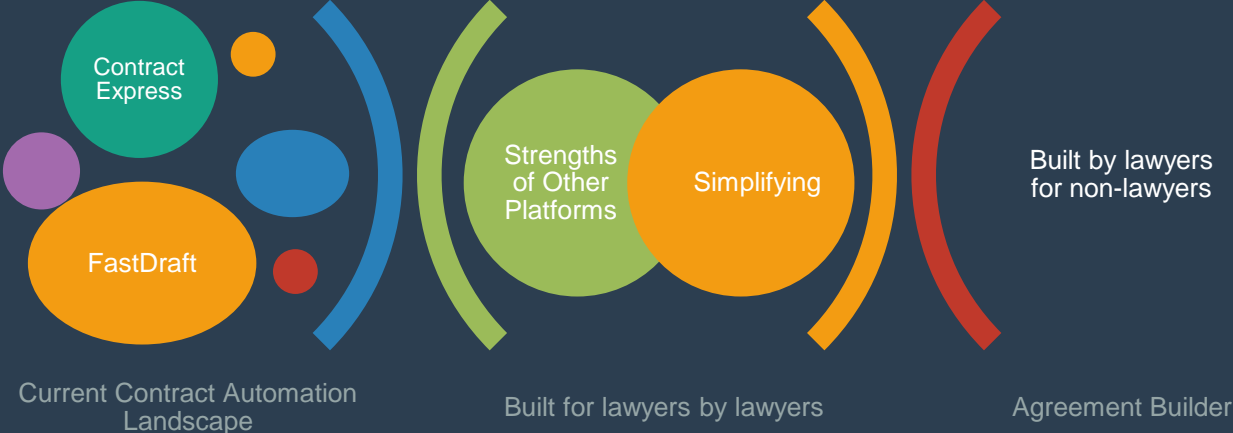 Contract
Express
FastDraft
Strengths
of Other
Platforms
Simplifying
Built by lawyers
for non-lawyers
Current Contract Automation
Landscape
Built for lawyers by lawyers
Agreement Builder